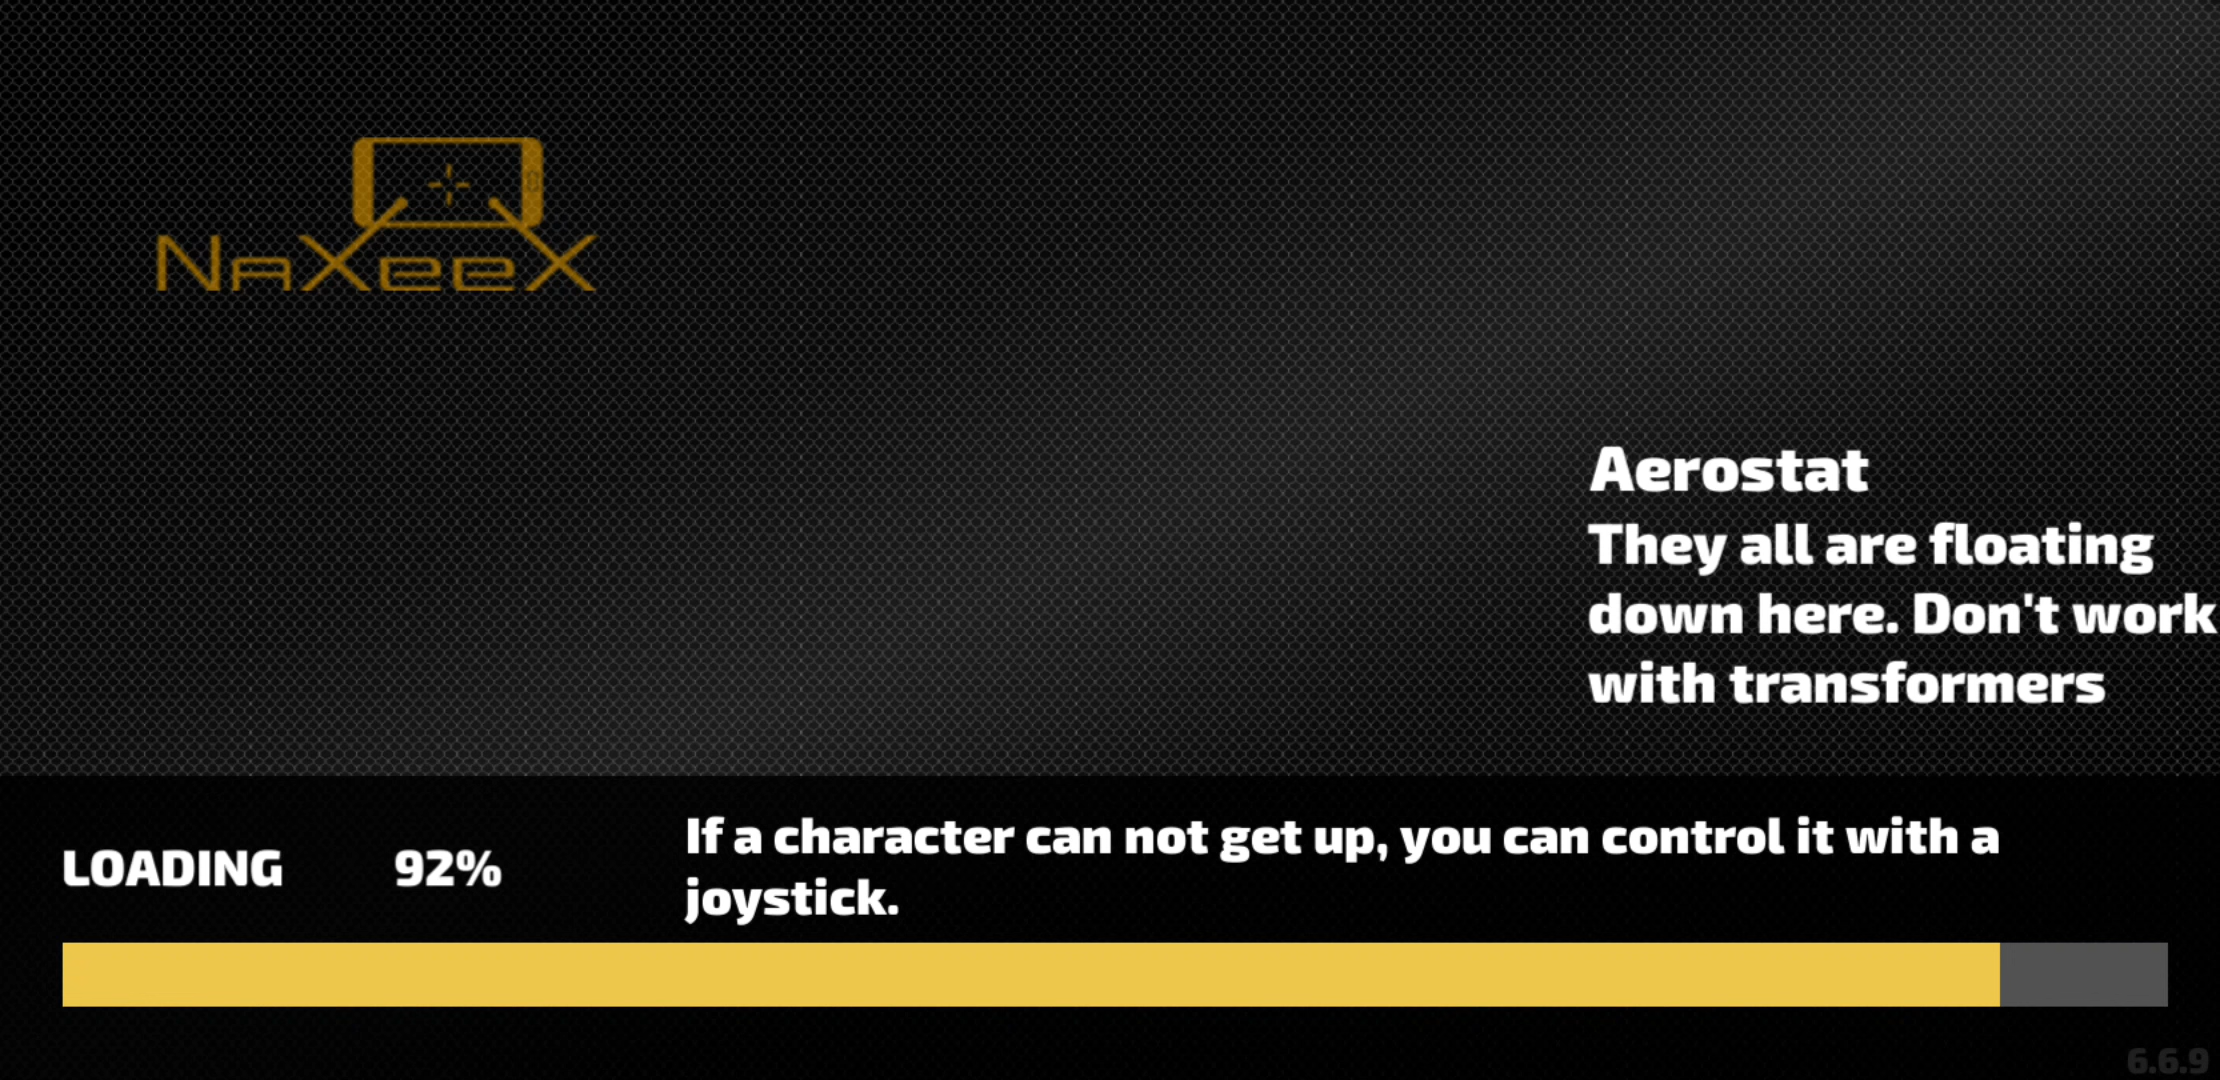 NaXeeX
Aerostat
They all are floating
down here. Don't work
with transformers
If a character can not get up, you can control it with a
joystick.
LOADING 92%
6.6.9